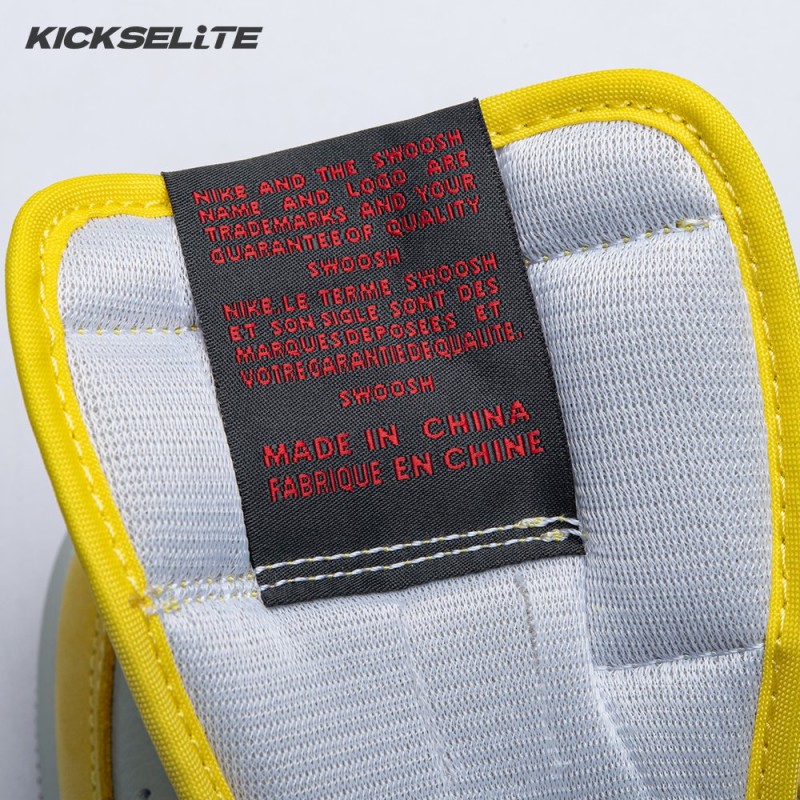 KICKSELITE
NIKE AND THE SWOOSH
NAME AND LOGO ARE
TRADEMARKS AND YOUR
GUARANTEE OF QUALITY
SWOOSH
NIKE, LE TERME SWOOSH
ET SON SIGLE SONT DES
MARQUES DEPOSEES ET
VOTRE GARANTIE DE QUALITE.
SWOOSH
MADE IN CHINA
FABRIQUE EN CHINE